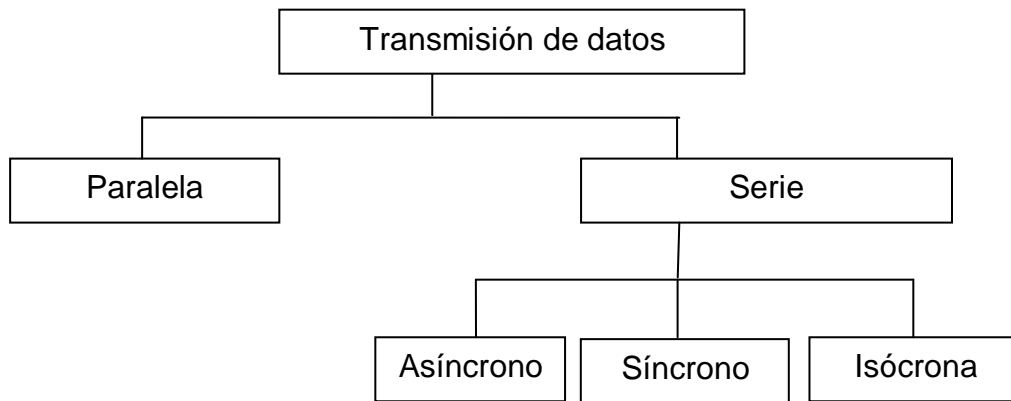 Transmisión de datos
Paralela
Serie
Asíncrono
Síncrono
Isócrona